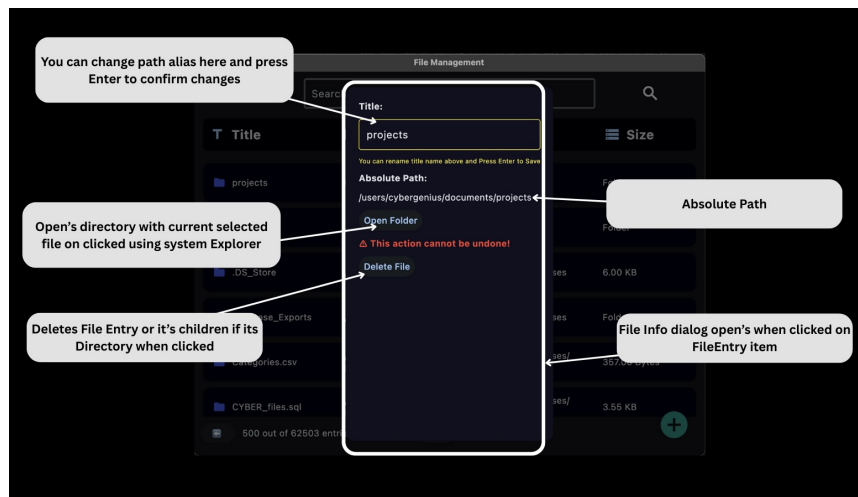 You can change path alias here and press
Enter to confirm changes
File Management
Searc
Title:
T Title
Size
projects
You can rename title name above and Press Enter to Save
Absolute Path:
projects
/users/cybergenius/documents/projects
Absolute Path
Open's directory with current selected
file on clicked using system Explorer
Open Folder
Folder
This action cannot be undone!
.DS_Store
6.00 KB
Delete File
Deletes File Entry or it's children if its
Directory when clicked
_Exports
File Info dialog open's when clicked on
FileEntry item
Categories.csv
ses/
357.00 Bytes
CYBER_files.sql
ses/
3.55 KB
500 out of 62503 entri